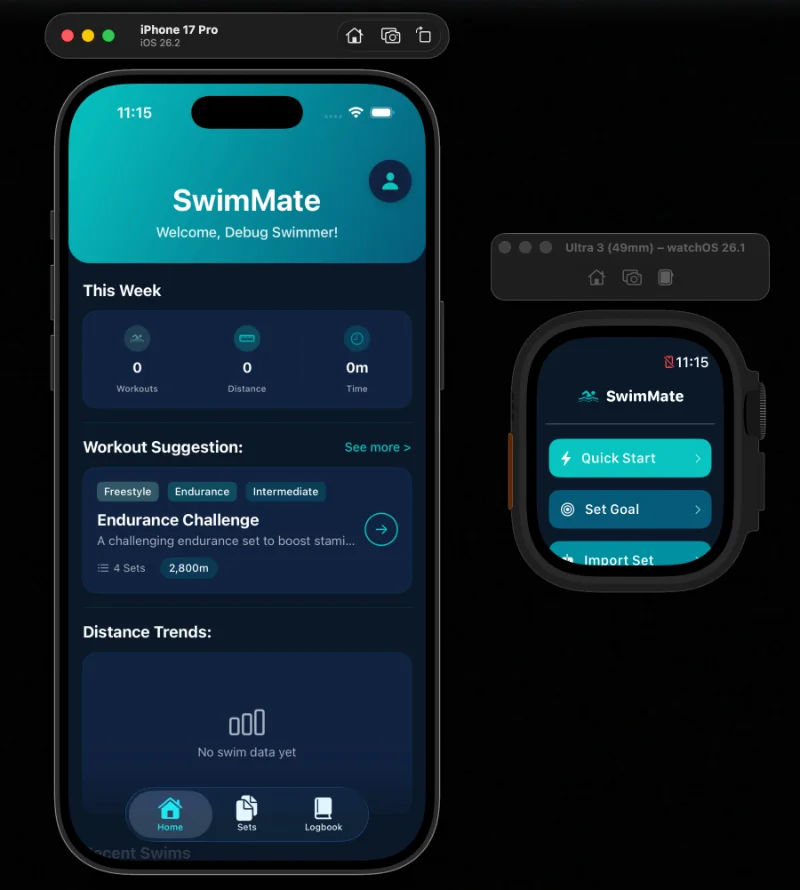 iPhone 17 Pro
iOS 26.2
11:15
SwimMate
Welcome, Debug Swimmer!
This Week
0 0 0m
Workouts Distance Time
Workout Suggestion: See more >
Freestyle Endurance Intermediate
Endurance Challenge
A challenging endurance set to boost stami...
4 Sets 2,800m
Distance Trends:
No swim data yet
Home Sets Logbook
ecent Swims
Ultra 3 (49mm) – watchOS 26.1
11:15
SwimMate
Quick Start
Set Goal
Import Set